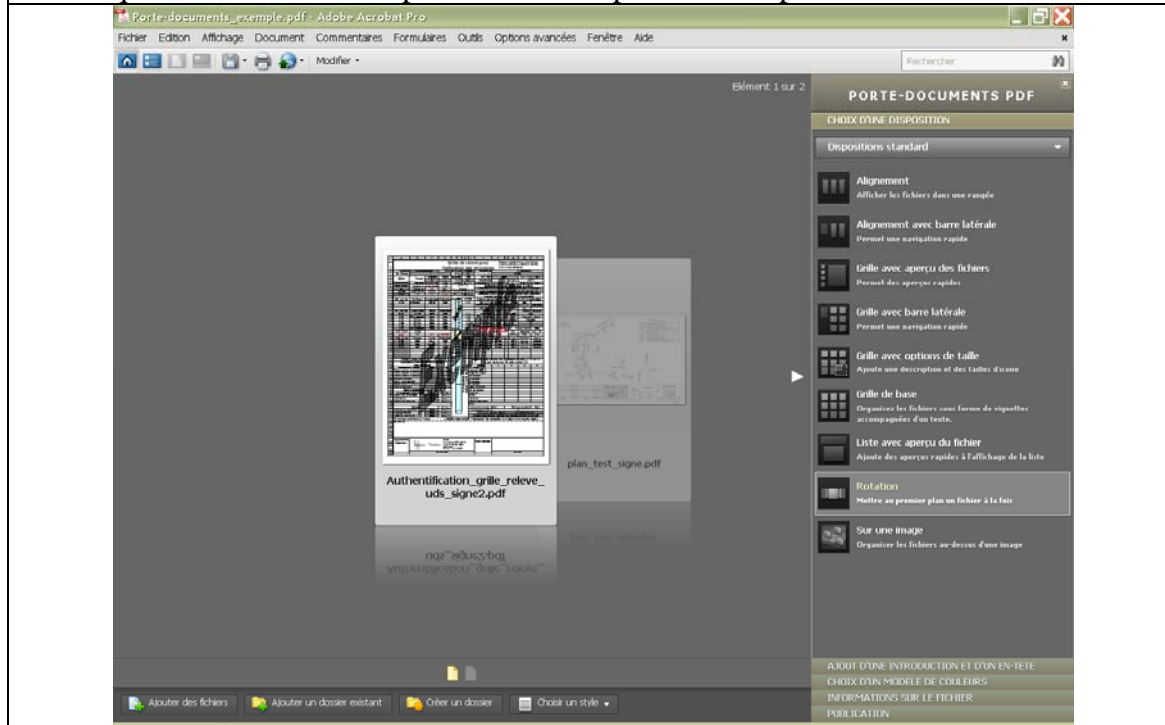 Porte-documents_exemple.pdf - Adobe Acrobat Pro
Fichier Edition Affichage Document Commentaires Formulaires Outils Options avancées Fenêtre Aide
Modifier
Rechercher
Elément 1 sur 2
Authentification_grille_releve_
uds_signe2.pdf
plan_test_signe.pdf
PORTE-DOCUMENTS PDF
CHOIX D'UNE DISPOSITION
Dispositions standard
Alignement
Afficher les fichiers dans une rangée
Alignement avec barre latérale
Permet une navigation rapide
Grille avec aperçu des fichiers
Permet des aperçus rapides
Grille avec barre latérale
Permet une navigation rapide
Grille avec options de taille
Ajoute une description et des tailles d'icone
Grille de base
Organisez les fichiers sous forme de vignettes
accompagnées d'un texte.
Liste avec aperçu du fichier
Ajoute des aperçus rapides à l'affichage de la liste
Rotation
Mettre au premier plan un fichier à la fois
Sur une image
Organiser les fichiers au-dessus d'une image
AJOUT D'UNE INTRODUCTION ET D'UN EN-TETE
CHOIX D'UN MODELE DE COULEURS
INFORMATIONS SUR LE FICHIER
PUBLICATION
Ajouter des fichiers
Ajouter un dossier existant
Créer un dossier
Choisir un style